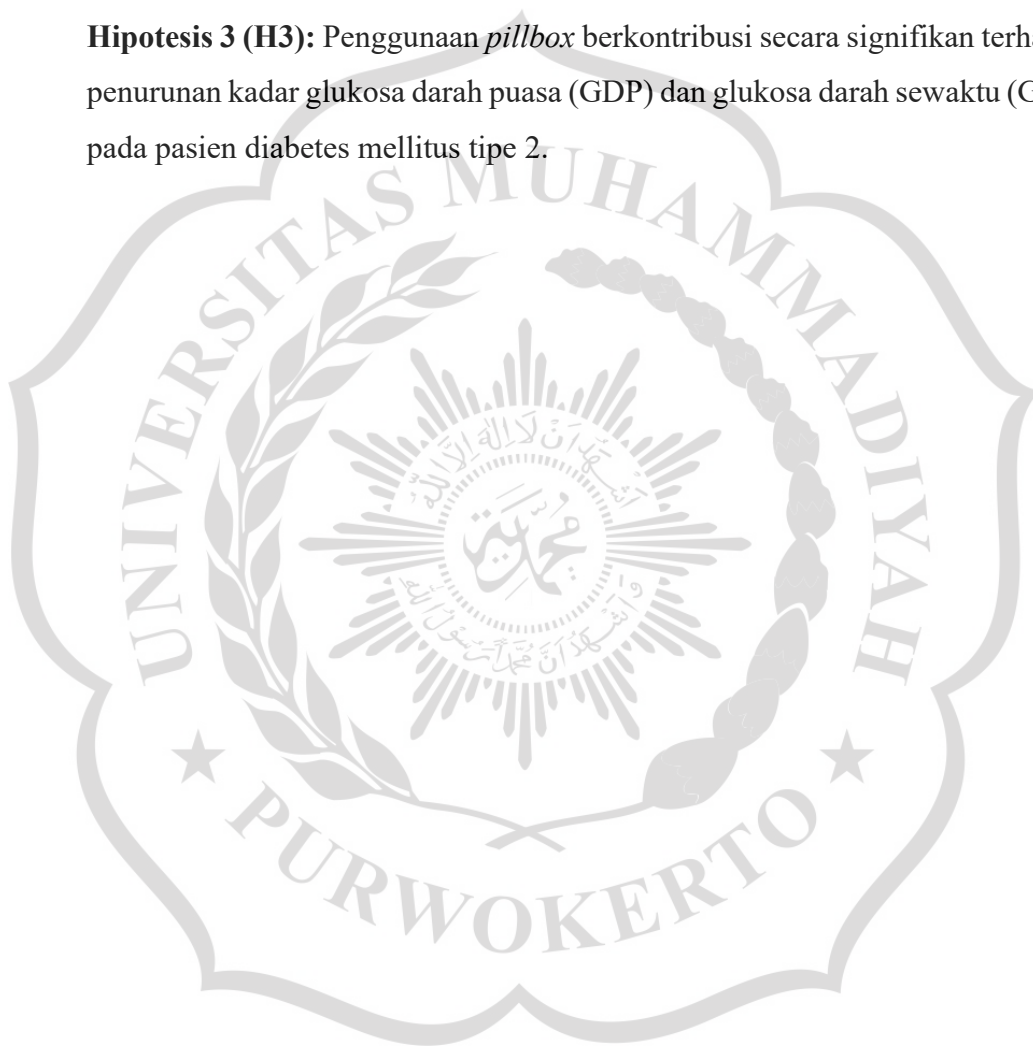 Hipotesis 3 (H3): Penggunaan pillbox berkontribusi secara signifikan
penurunan kadar glukosa darah puasa (GDP) dan glukosa darah sewaktu
pada pasien diabetes mellitus tipe 2.
UNIVERSITAS MUHAMMADIYAH
PURWOKERTO